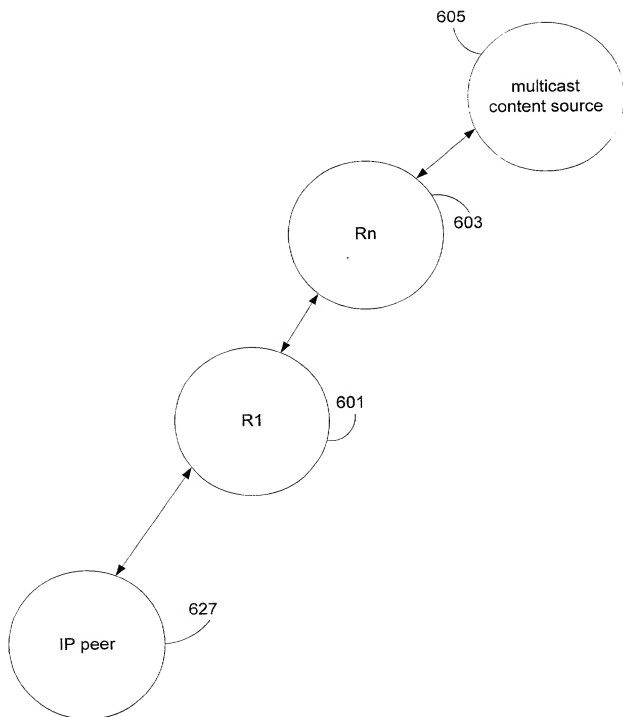 605
multicast
content source
Rn
603
R1
601
IP peer
627